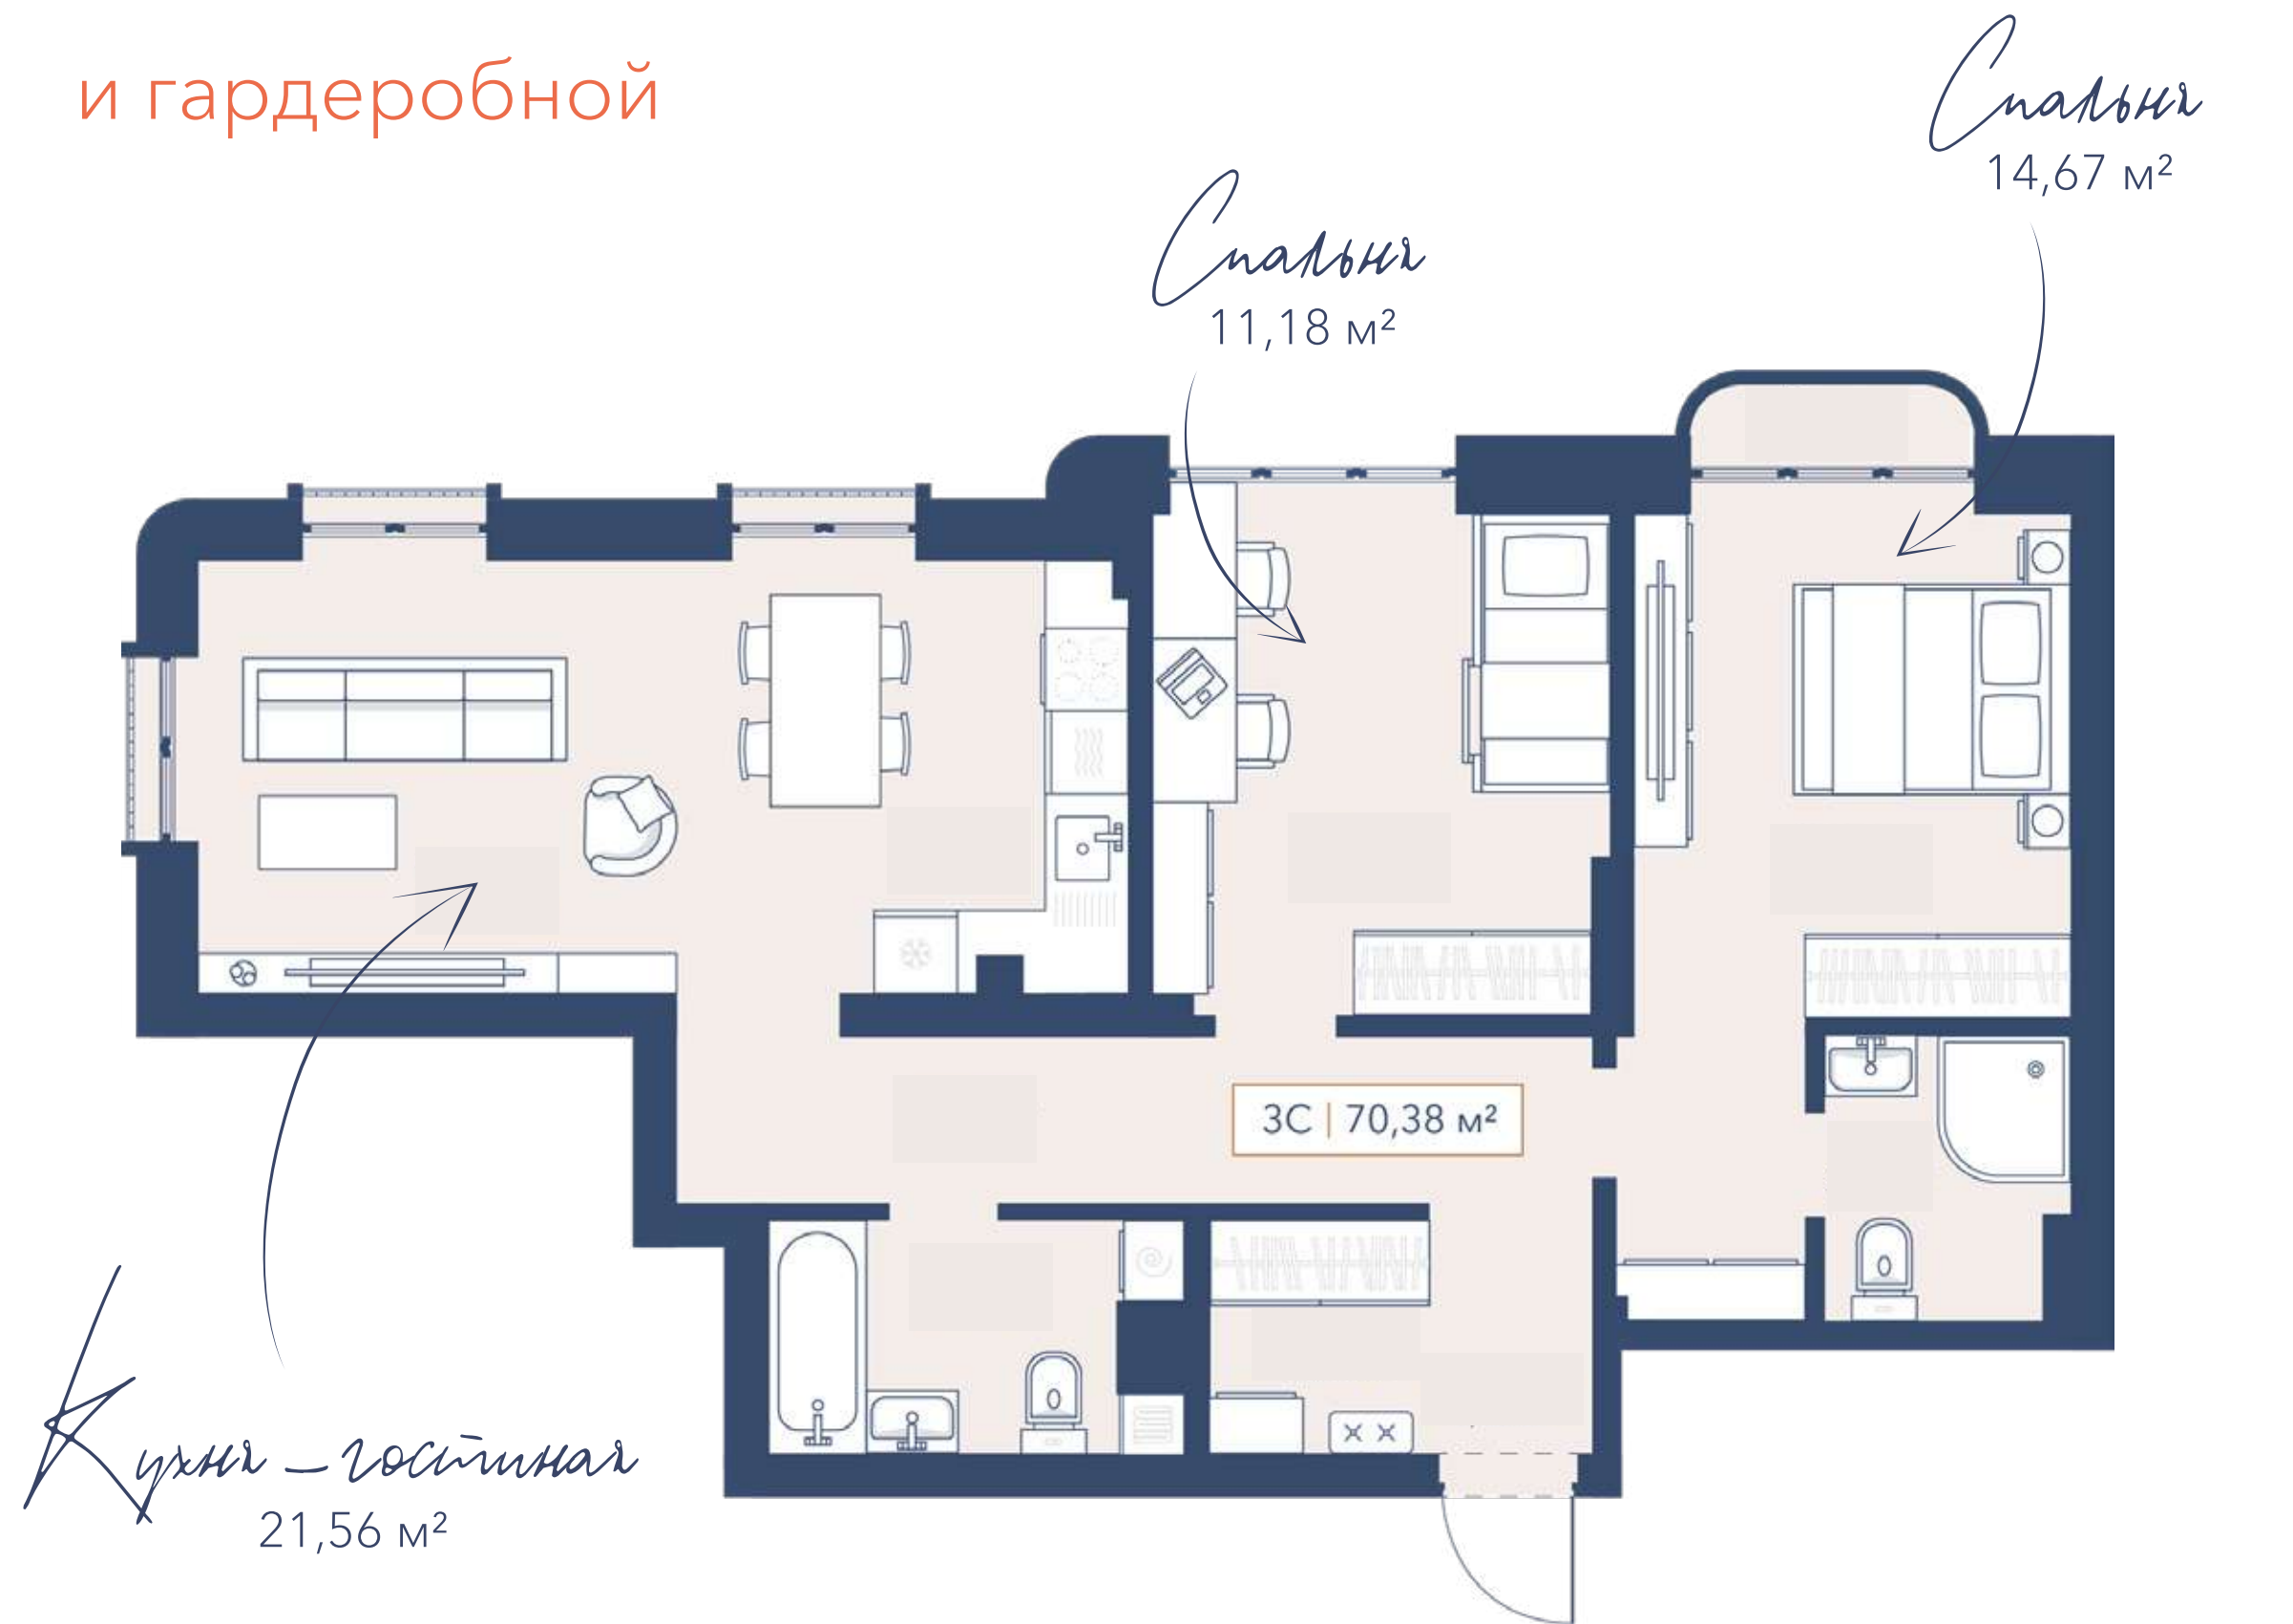 и гардеробной
Спальня
14,67 м²
Спальня
11,18 м²
3С | 70,38 м²
Кухня-гостиная
21,56 м²